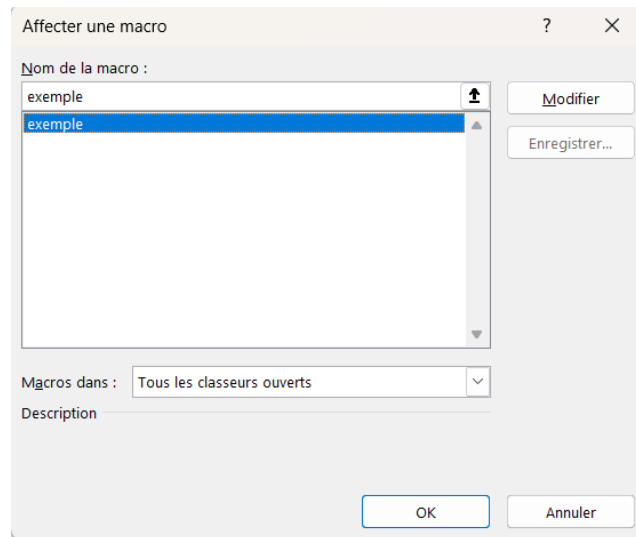 Affecter une macro ?
Nom de la macro :
exemple
Modifier
exemple
Enregistrer...
Macros dans : Tous les classeurs ouverts
Description
OK Annuler